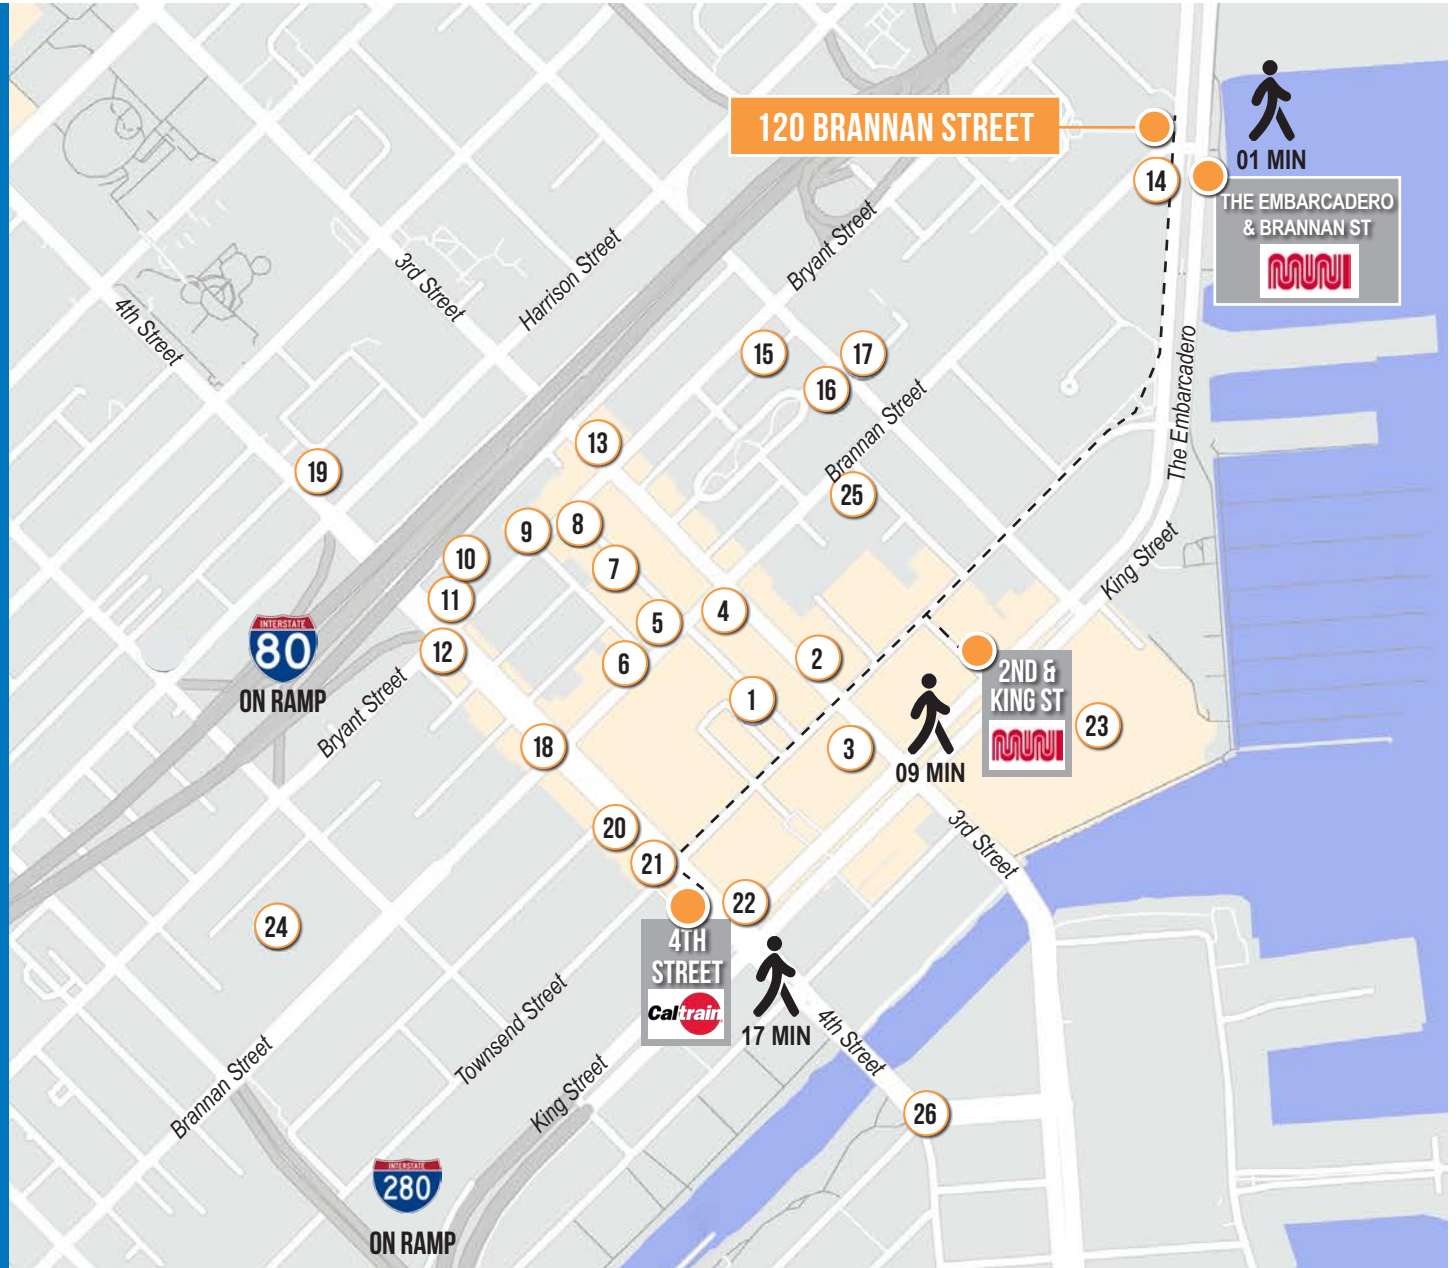 120 BRANNAN STREET
01 MIN
14
THE EMBARCADERO
& BRANNAN ST
MUNI
Bryant Street
Harrison Street
3rd Street
4th Street
15
17
16
The Embarcadero
Brannan Street
13
19
25
9
8
10
7
King Street
11
4
5
INTERSTATE
80
ON RAMP
12
6
2
2ND &
KING ST
MUNI
Bryant Street
1
23
18
3
09 MIN
20
3rd Street
21
22
24
4TH
STREET
Caltrain
17 MIN
Townsend Street
4th Street
Brannan Street
King Street
26
INTERSTATE
280
ON RAMP